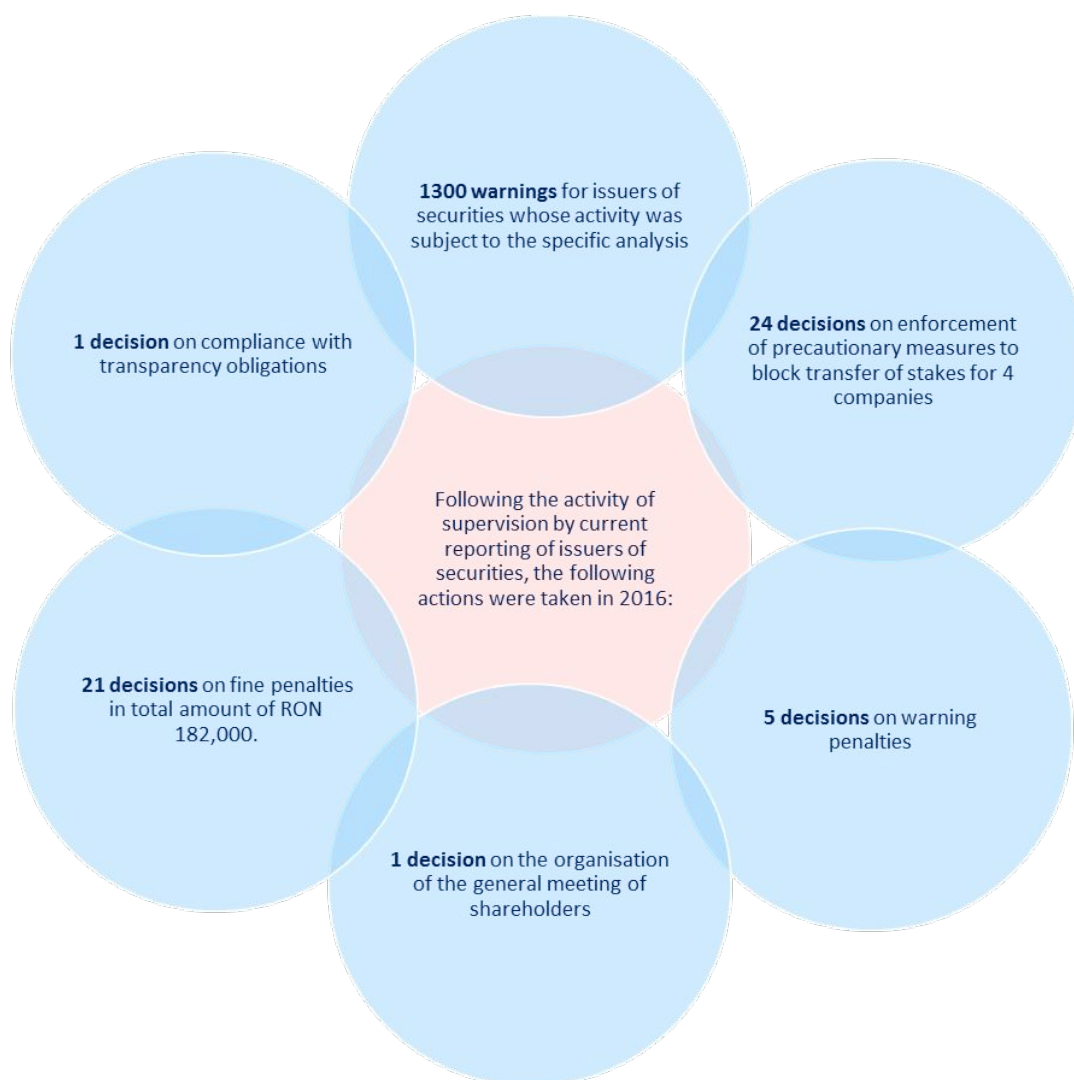 1300 warnings for issuers of
securities whose activity was
subject to the specific analysis
24 decisions on enforcement
of precautionary measures to
block transfer of stakes for 4
companies
5 decisions on warning
penalties
1 decision on the organisation
of the general meeting of
shareholders
21 decisions on fine penalties
in total amount of RON
182,000.
1 decision on compliance with
transparency obligations
Following the activity of
supervision by current
reporting of issuers of
securities, the following
actions were taken in 2016: